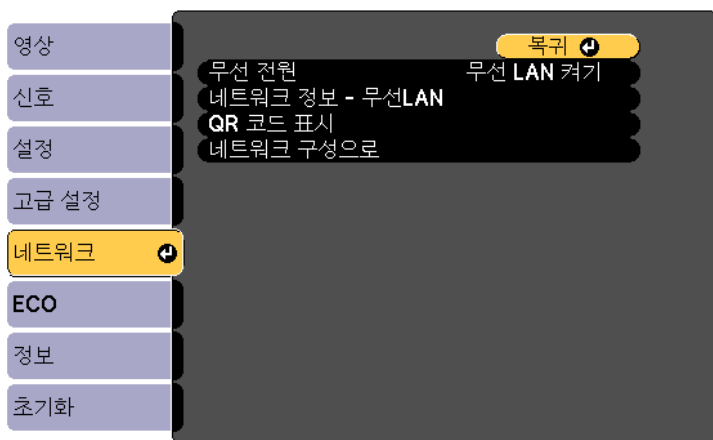 영상
신호
설정
고급 설정
네트워크
ECO
정보
초기화
복귀
무선 전원 무선 LAN 켜기
네트워크 정보 - 무선LAN
QR 코드 표시
네트워크 구성으로